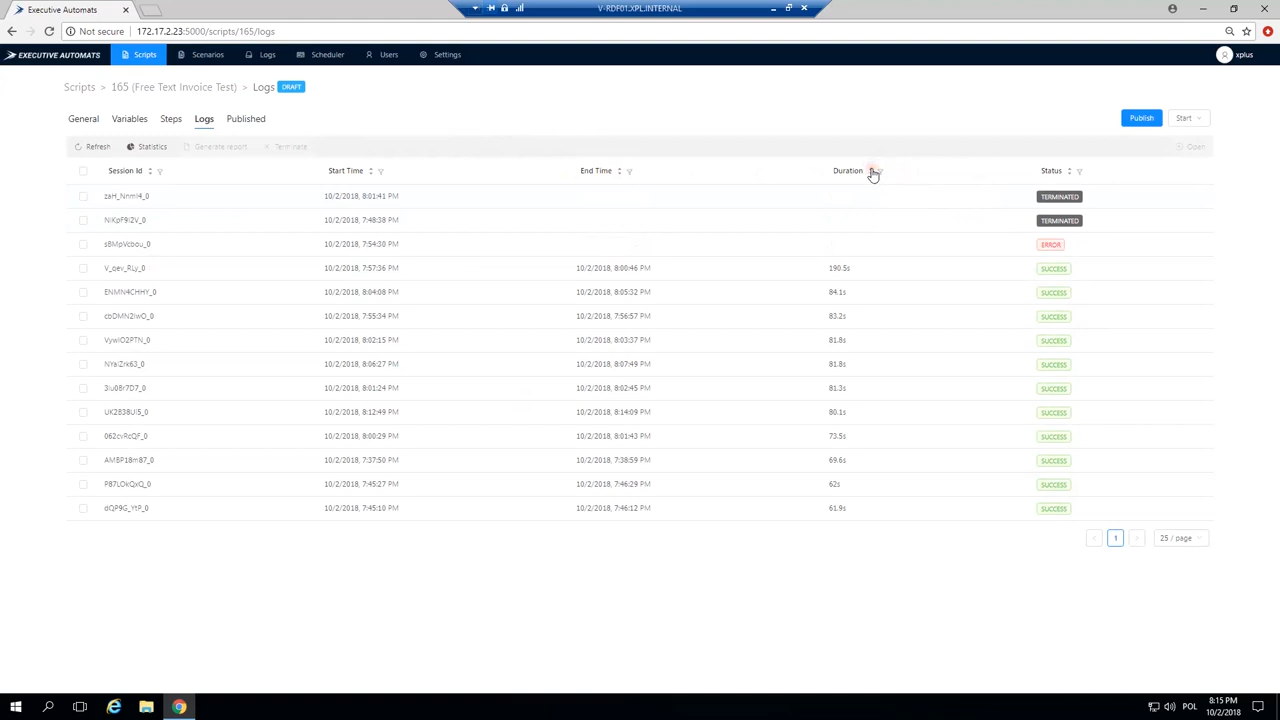 Executive Automats
V-RDF01.XPL.INTERNAL
Not secure 172.17.2.23:5000/scripts/165/logs
EXECUTIVE AUTOMATS Scripts Scenarios Logs Scheduler Users Settings xplus
Scripts > 165 (Free Text Invoice Test) > Logs DRAFT
General Variables Steps Logs Published Publish Start
Refresh Statistics Generate report Terminate Open
Session Id Start Time End Time Duration Status
zaH_Nnmi4_0 10/2/2018, 8:01:41 PM TERMINATED
NiKpF9I2V_0 10/2/2018, 7:48:38 PM TERMINATED
s8MpVcbou_0 10/2/2018, 7:54:30 PM ERROR
V_qev_RLy_0 10/2/2018, 7:57:36 PM 10/2/2018, 8:00:46 PM 190.5s SUCCESS
ENMN4CHHY_0 10/2/2018, 8:04:08 PM 10/2/2018, 8:05:32 PM 84.1s SUCCESS
cbDMN2IwO_0 10/2/2018, 7:55:34 PM 10/2/2018, 7:56:57 PM 83.2s SUCCESS
VywIO2PTN_0 10/2/2018, 8:02:15 PM 10/2/2018, 8:03:37 PM 81.8s SUCCESS
NYaiZrk63_0 10/2/2018, 8:06:27 PM 10/2/2018, 8:07:49 PM 81.8s SUCCESS
10/2/2018, 8:01:24 PM 10/2/2018, 8:02:45 PM 81.3s SUCCESS
UK2B38UI5_0 10/2/2018, 8:12:49 PM 10/2/2018, 8:14:09 PM 80.1s SUCCESS
062cvRcQF_0 10/2/2018, 8:00:29 PM 10/2/2018, 8:01:43 PM 73.5s SUCCESS
AMBP18m87_0 10/2/2018, 7:37:50 PM 10/2/2018, 7:38:59 PM 69.6s SUCCESS
P87LOkQxQ_0 10/2/2018, 7:45:27 PM 10/2/2018, 7:46:29 PM 62s SUCCESS
dQP9G_YtP_0 10/2/2018, 7:45:10 PM 10/2/2018, 7:46:12 PM 61.9s SUCCESS
1 25 / page
POL 8:15 PM
10/2/2018